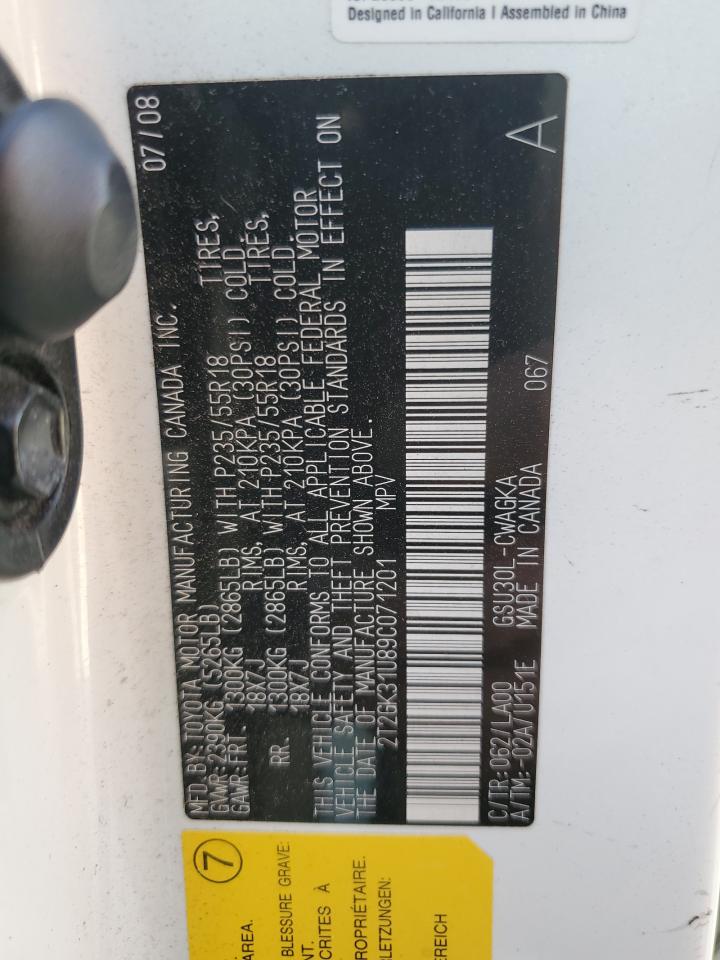 Designed in California | Assembled in China
MFD. BY: TOYOTA MOTOR MANUFACTURING CANADA INC. 07/08
GVWR: 2390KG (5265LB)
GAWR: FRT. 1300KG (2865LB) WITH P235/55R18 TIRES,
18X7J RIMS, AT 210KPA (30PSI) COLD.
RR. 1300KG (2865LB) WITH P235/55R18 TIRES,
18X7J RIMS, AT 210KPA (30PSI) COLD.
THIS VEHICLE CONFORMS TO ALL APPLICABLE FEDERAL MOTOR
VEHICLE SAFETY AND THEFT PREVENTION STANDARDS IN EFFECT ON
THE DATE OF MANUFACTURE SHOWN ABOVE.
2T2GK31U89C071201 MPV
C/TR: 062/LA00 GSU30L-CWAGKA
A/TM: -02A/U151E MADE IN CANADA 067 A
7
AREA.
BLESSURE GRAVE:
NT.
CRITES À
ROPRIÉTAIRE.
RLETZUNGEN:
EREICH